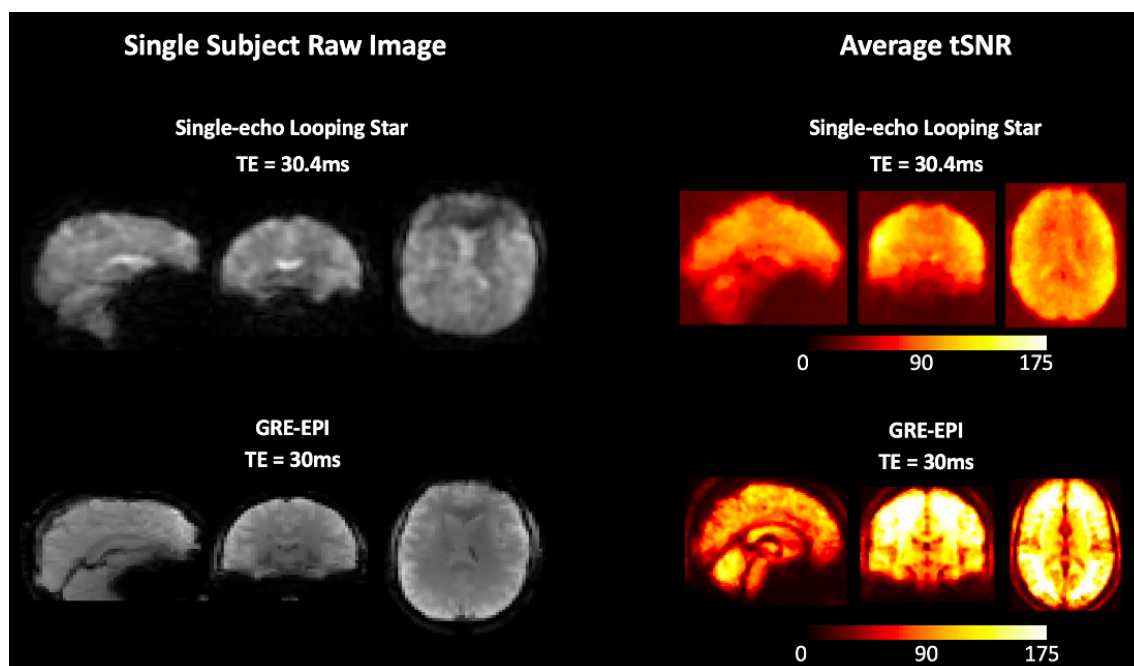 Single Subject Raw Image
Average tSNR
Single-echo Looping Star
TE = 30.4ms
Single-echo Looping Star
TE = 30.4ms
0 90 175
GRE-EPI
TE = 30ms
GRE-EPI
TE = 30ms
0 90 175